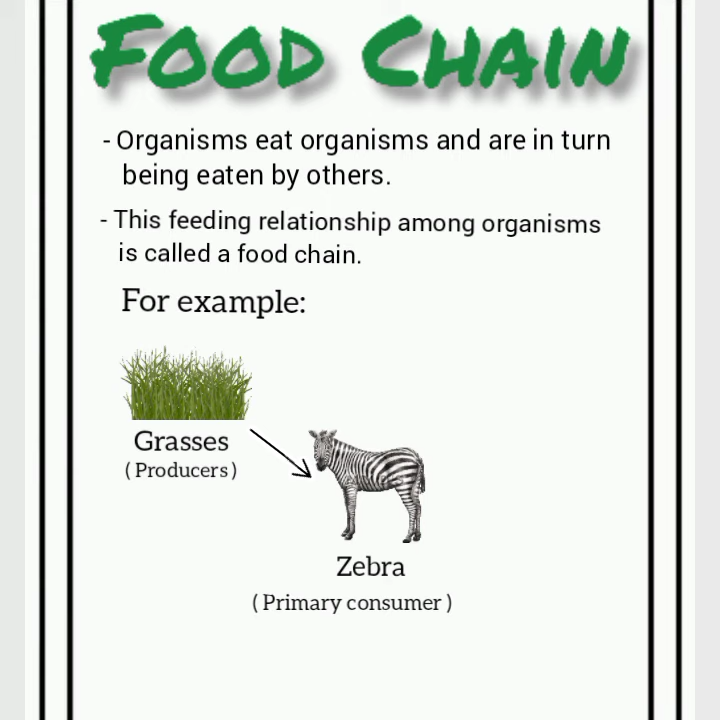 FOOD CHAIN
- Organisms eat organisms and are in turn
being eaten by others.
- This feeding relationship among organisms
is called a food chain.
For example:
Grasses
( Producers )
Zebra
( Primary consumer )